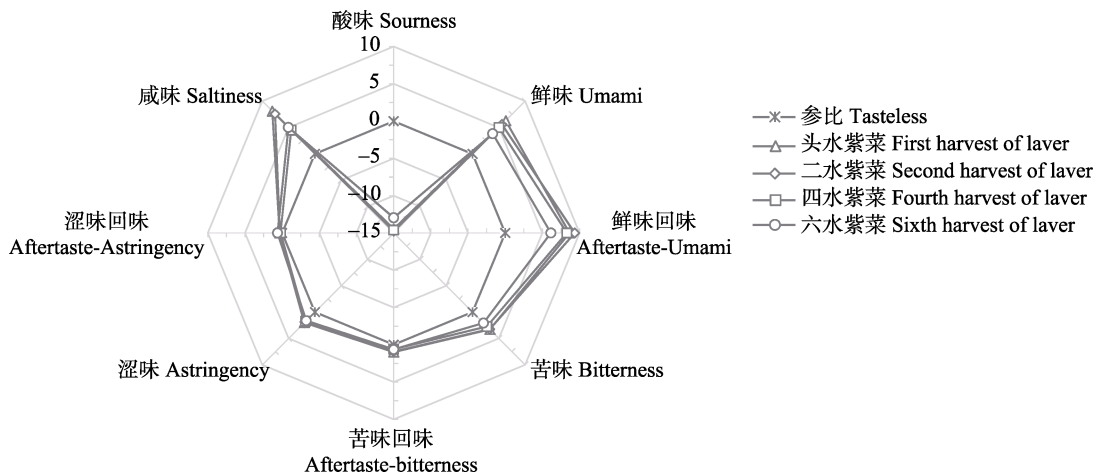 酸味 Sourness
10
5
0
−5
−10
−15
咸味 Saltiness
鲜味 Umami
涩味回味
Aftertaste-Astringency
鲜味回味
Aftertaste-Umami
涩味 Astringency
苦味 Bitterness
苦味回味
Aftertaste-bitterness
参比 Tasteless
头水紫菜 First harvest of laver
二水紫菜 Second harvest of laver
四水紫菜 Fourth harvest of laver
六水紫菜 Sixth harvest of laver